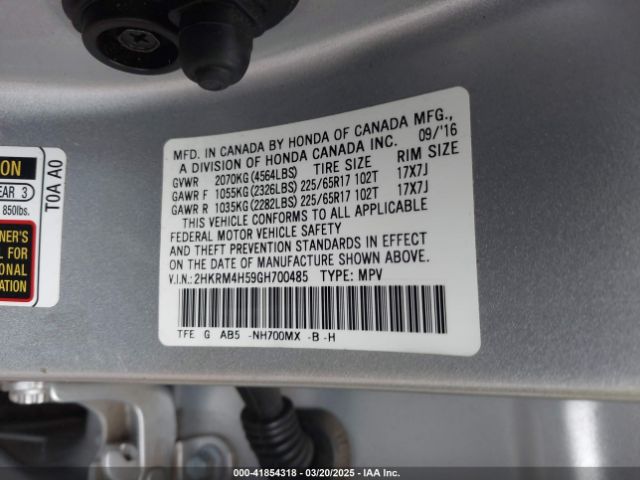 MFD. IN CANADA BY HONDA OF CANADA MFG.,
A DIVISION OF HONDA CANADA INC. 09/'16
GVWR 2070KG (4564LBS) TIRE SIZE RIM SIZE
GAWR F 1055KG (2326LBS) 225/65R17 102T 17X7J
GAWR R 1035KG (2282LBS) 225/65R17 102T 17X7J
THIS VEHICLE CONFORMS TO ALL APPLICABLE
FEDERAL MOTOR VEHICLE SAFETY
AND THEFT PREVENTION STANDARDS IN EFFECT
ON THE DATE OF MANUFACTURE SHOWN ABOVE.
V.I.N.: 2HKRM4H59GH700485 TYPE: MPV
TFE G AB5 -NH700MX -B -H
ION
EAR 3
850lbs.
T0A A0
NER'S
L FOR
IONAL
ATION
000-41854318 | 03/20/2025 | IAA Inc.